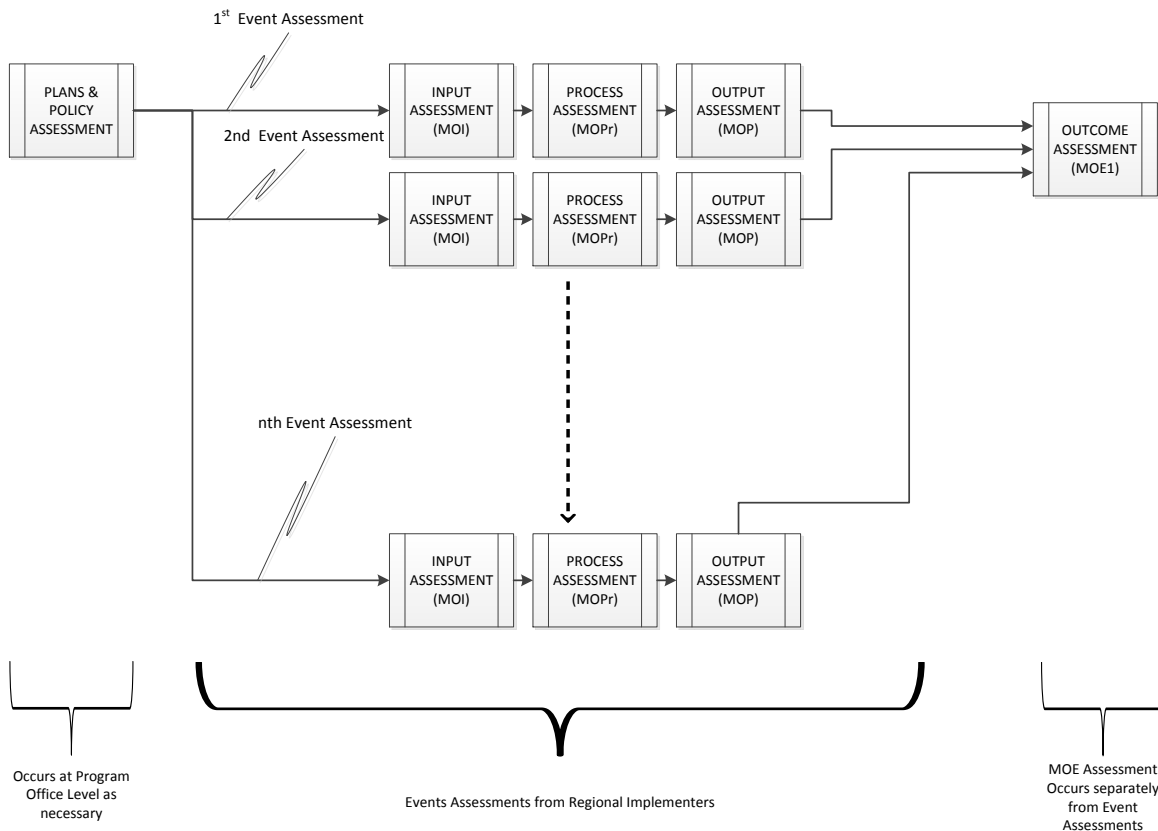 1st Event Assessment
PLANS &
POLICY
ASSESSMENT
INPUT
ASSESSMENT
(MOI)
PROCESS
ASSESSMENT
(MOPr)
OUTPUT
ASSESSMENT
(MOP)
OUTCOME
ASSESSMENT
(MOE1)
2nd Event Assessment
INPUT
ASSESSMENT
(MOI)
PROCESS
ASSESSMENT
(MOPr)
OUTPUT
ASSESSMENT
(MOP)
nth Event Assessment
INPUT
ASSESSMENT
(MOI)
PROCESS
ASSESSMENT
(MOPr)
OUTPUT
ASSESSMENT
(MOP)
Occurs at Program
Office Level as
necessary
Events Assessments from Regional Implementers
MOE Assessment
Occurs separately
from Event
Assessments